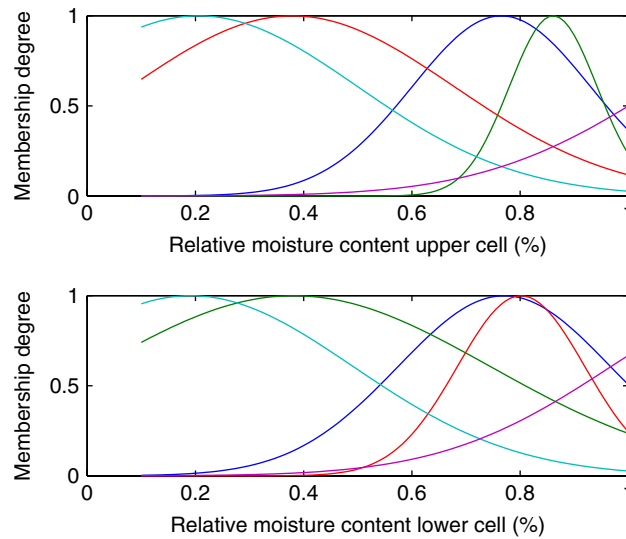 Membership degree
1
0.5
0
0 0.2 0.4 0.6 0.8 1
Relative moisture content upper cell (%)
Membership degree
1
0.5
0
0 0.2 0.4 0.6 0.8 1
Relative moisture content lower cell (%)